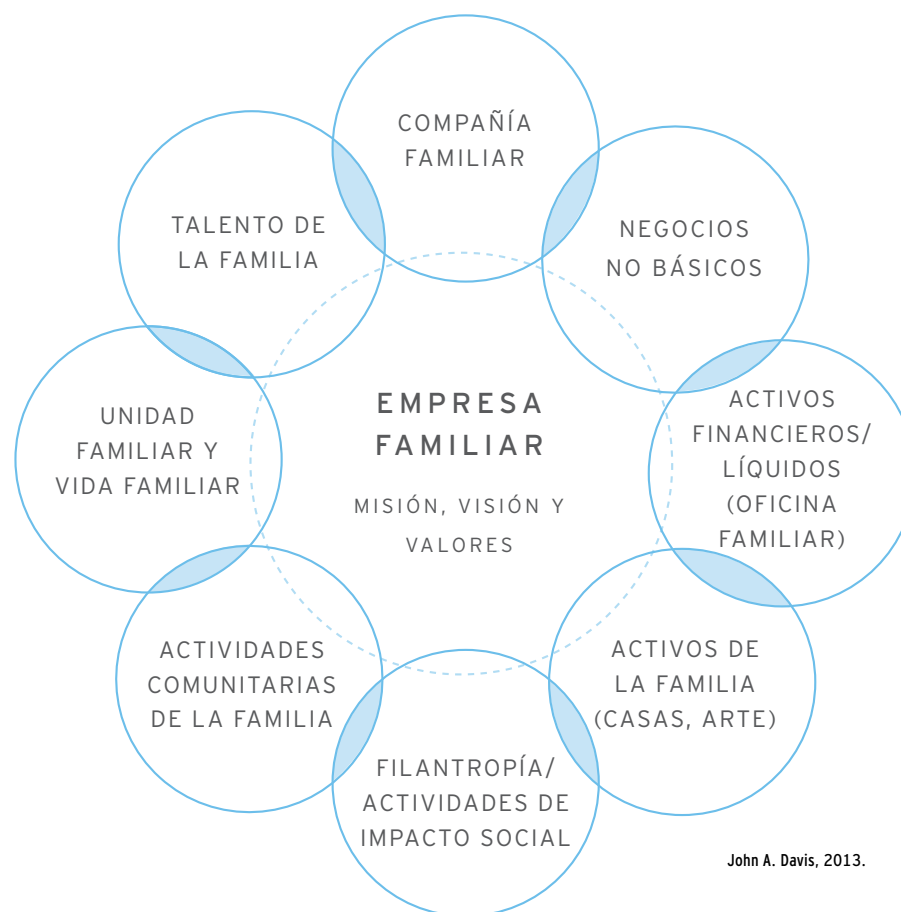 COMPAÑÍA
FAMILIAR
NEGOCIOS
NO BÁSICOS
ACTIVOS
FINANCIEROS/
LÍQUIDOS
(OFICINA
FAMILIAR)
ACTIVOS DE
LA FAMILIA
(CASAS, ARTE)
FILANTROPÍA/
ACTIVIDADES DE
IMPACTO SOCIAL
ACTIVIDADES
COMUNITARIAS
DE LA FAMILIA
UNIDAD
FAMILIAR Y
VIDA FAMILIAR
TALENTO DE
LA FAMILIA
EMPRESA
FAMILIAR
MISIÓN, VISIÓN Y
VALORES
John A. Davis, 2013.